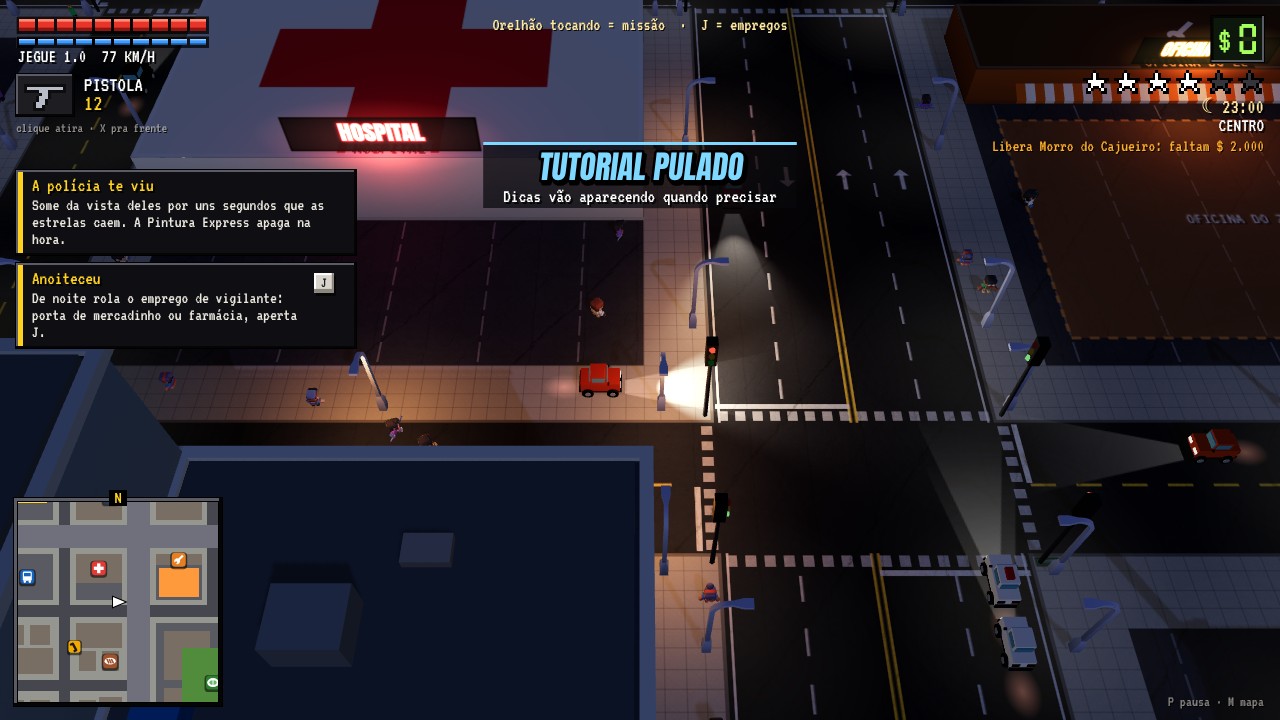 Orelhão tocando = missão · J = empregos
JEGUE 1.0 77 KM/H
PISTOLA
12
clique atira · X pra frente
$ 0
☾ 23:00
CENTRO
Libera Morro do Cajueiro: faltam $ 2.000
HOSPITAL
TUTORIAL PULADO
Dicas vão aparecendo quando precisar
A polícia te viu
Some da vista deles por uns segundos que as
estrelas caem. A Pintura Express apaga na
hora.
Anoiteceu
J
De noite rola o emprego de vigilante:
porta de mercadinho ou farmácia, aperta
J.
OFICINA DO
N
P pausa · M mapa